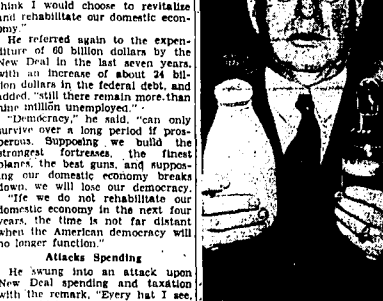 think I would choose to revitalize
and rehabilitate our domestic econ-
omy."
He referred again to the expen-
diture of 60 billion dollars by the
New Deal in the last seven years,
with an increase of about 24 bil-
lion dollars in the federal debt, and
added, "still there remain more than
nine million unemployed."
"Democracy," he said, "can only
survive over a long period if pros-
perous. Supposing we build the
strongest fortresses, the finest
planes, the best guns, and suppos-
ing our domestic economy breaks
down, we will lose our democracy.
"Ife we do not rehabilitate our
domestic economy in the next four
years, the time is not far distant
when the American democracy will
no longer function."
Attacks Spending
He swung into an attack upon
New Deal spending and taxation
with the remark, "Every hat I see,